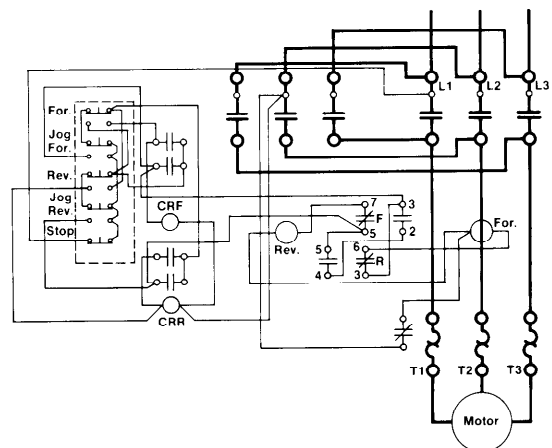 L1 L2 L3
For.
Jog
For.
Rev.
Jog
Rev.
Stop
CRF
CRR
Rev.
7 F 3
5 2
5 6 R
4 3
For.
T1 T2 T3
Motor